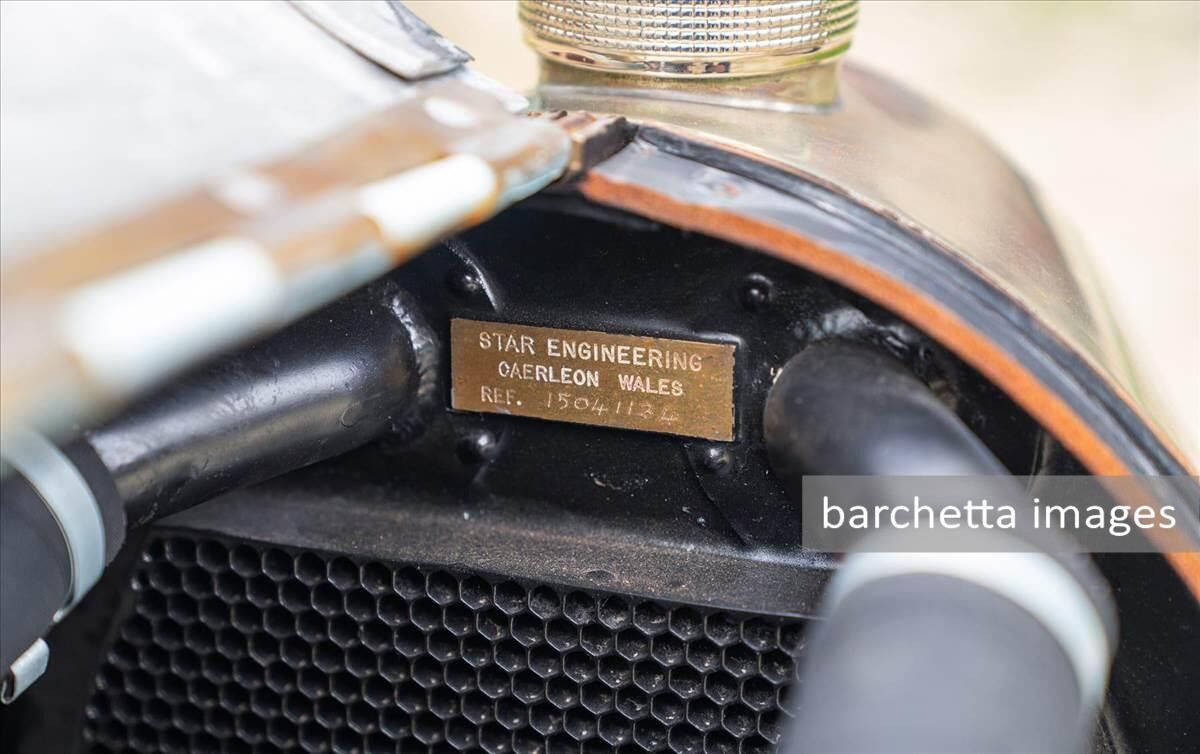 STAR ENGINEERING
CAERLEON WALES
REF. 15041134
barchetta images